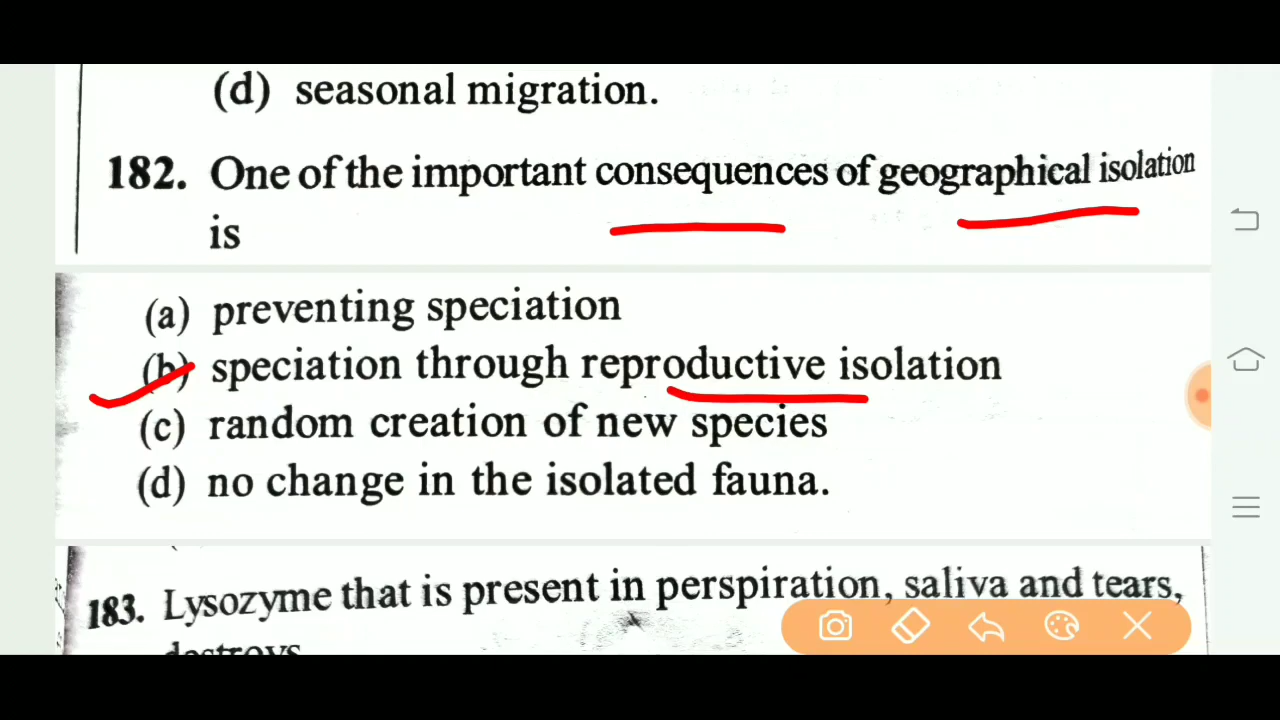 (d) seasonal migration.
182. One of the important consequences of geographical isolation
is
(a) preventing speciation
(b) speciation through reproductive isolation
(c) random creation of new species
(d) no change in the isolated fauna.
183. Lysozyme that is present in perspiration, saliva and tears,
destroys